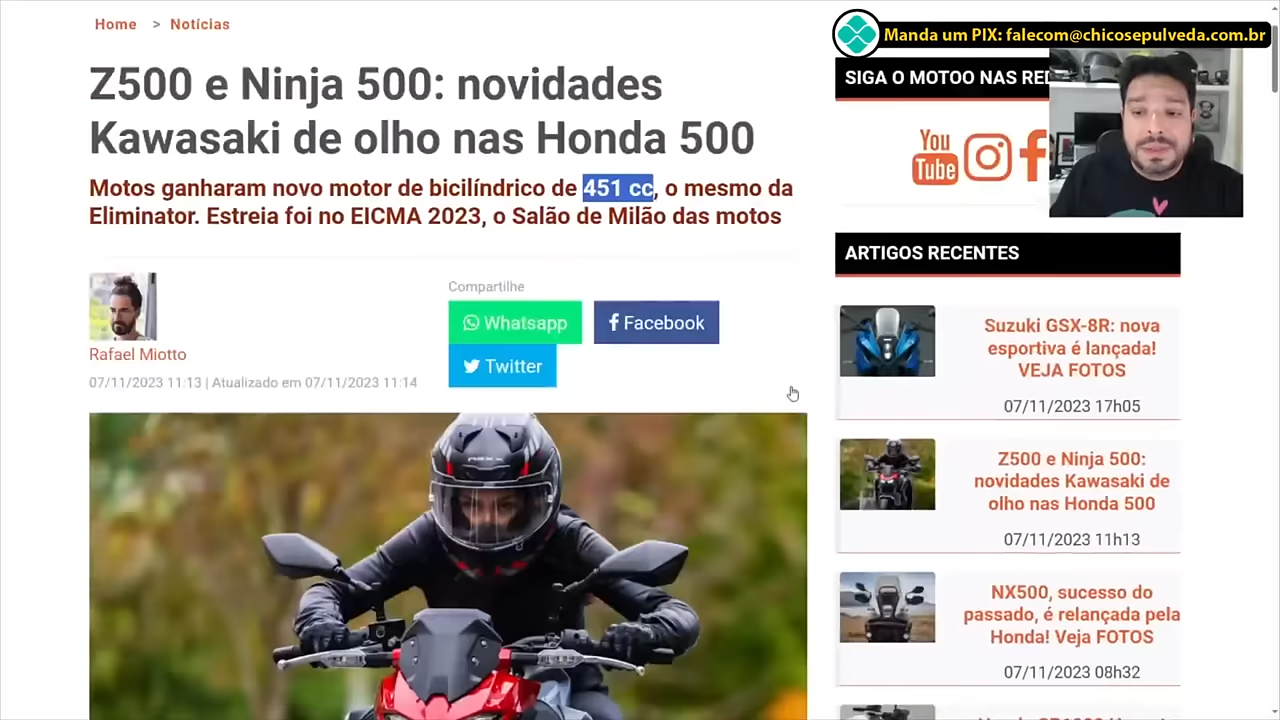 Home > Notícias
Z500 e Ninja 500: novidades
Kawasaki de olho nas Honda 500
Motos ganharam novo motor de bicilíndrico de 451 cc, o mesmo da
Eliminator. Estreia foi no EICMA 2023, o Salão de Milão das motos
Rafael Miotto
07/11/2023 11:13 | Atualizado em 07/11/2023 11:14
Compartilhe
Whatsapp
Facebook
Twitter
Manda um PIX: falecom@chicosepulveda.com.br
SIGA O MOTOO NAS RED
You
Tube
ARTIGOS RECENTES
Suzuki GSX-8R: nova
esportiva é lançada!
VEJA FOTOS
07/11/2023 17h05
Z500 e Ninja 500:
novidades Kawasaki de
olho nas Honda 500
07/11/2023 11h13
NX500, sucesso do
passado, é relançada pela
Honda! Veja FOTOS
07/11/2023 08h32